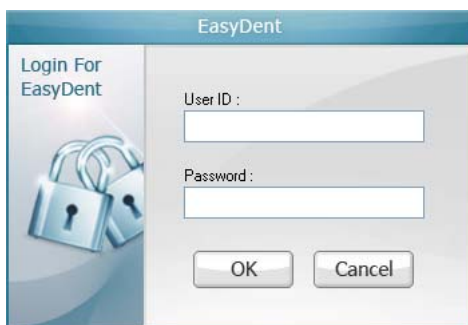 EasyDent
Login For
EasyDent
User ID :
Password :
OK
Cancel